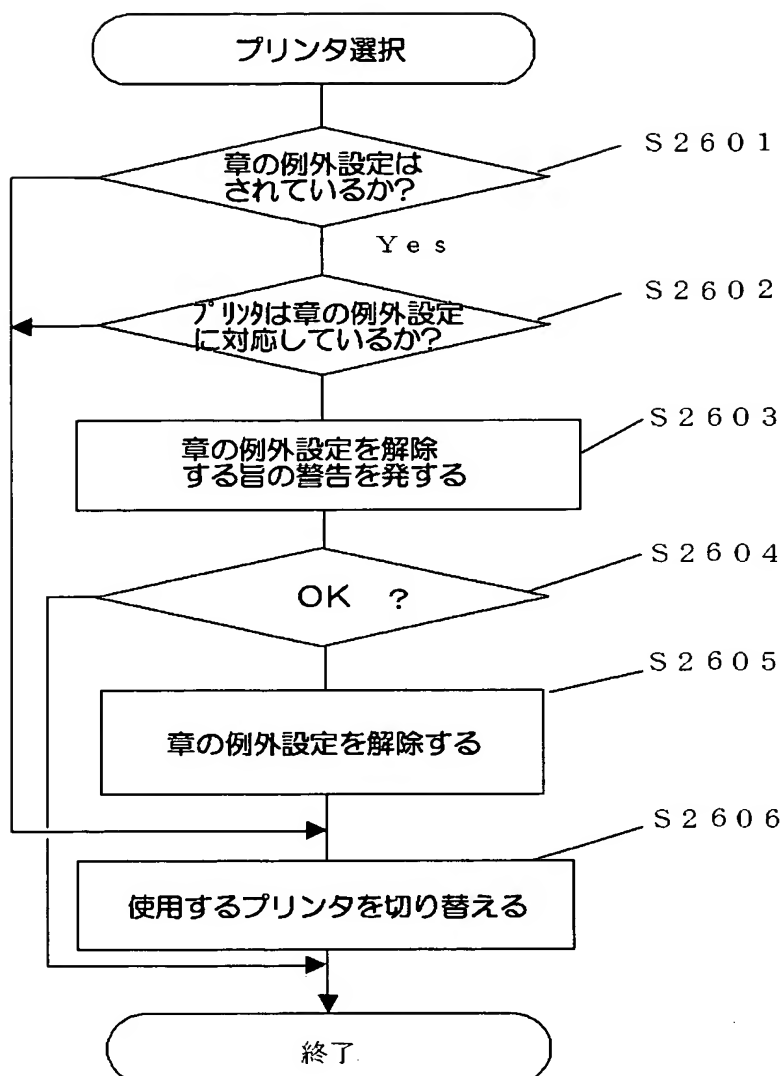 プリンタ選択
S2601
章の例外設定は
されているか?
Yes
S2602
プリンタは章の例外設定
に対応しているか?
S2603
章の例外設定を解除
する旨の警告を発する
S2604
OK ?
S2605
章の例外設定を解除する
S2606
使用するプリンタを切り替える
終了